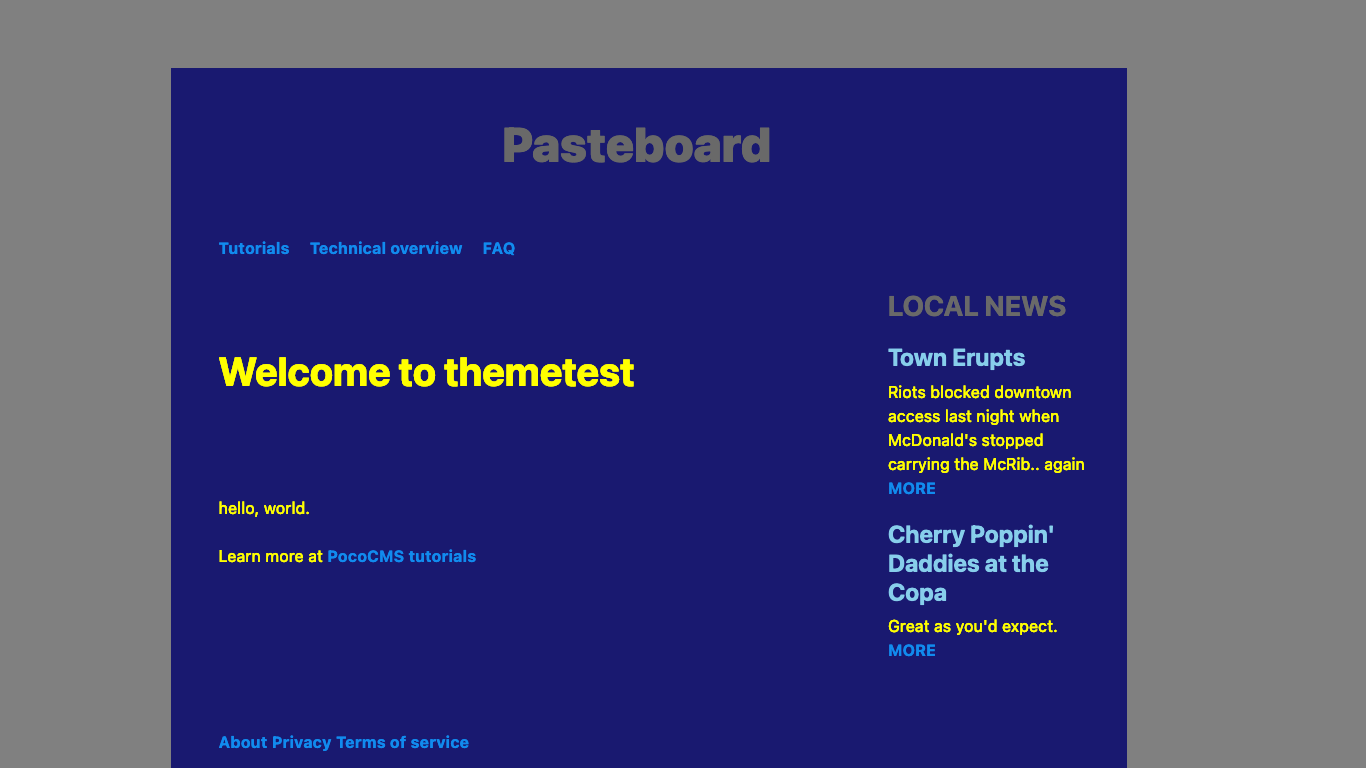 Pasteboard
Tutorials Technical overview FAQ
Welcome to themetest
hello, world.
Learn more at PocoCMS tutorials
LOCAL NEWS
Town Erupts
Riots blocked downtown
access last night when
McDonald's stopped
carrying the McRib.. again
MORE
Cherry Poppin'
Daddies at the
Copa
Great as you'd expect.
MORE
About Privacy Terms of service